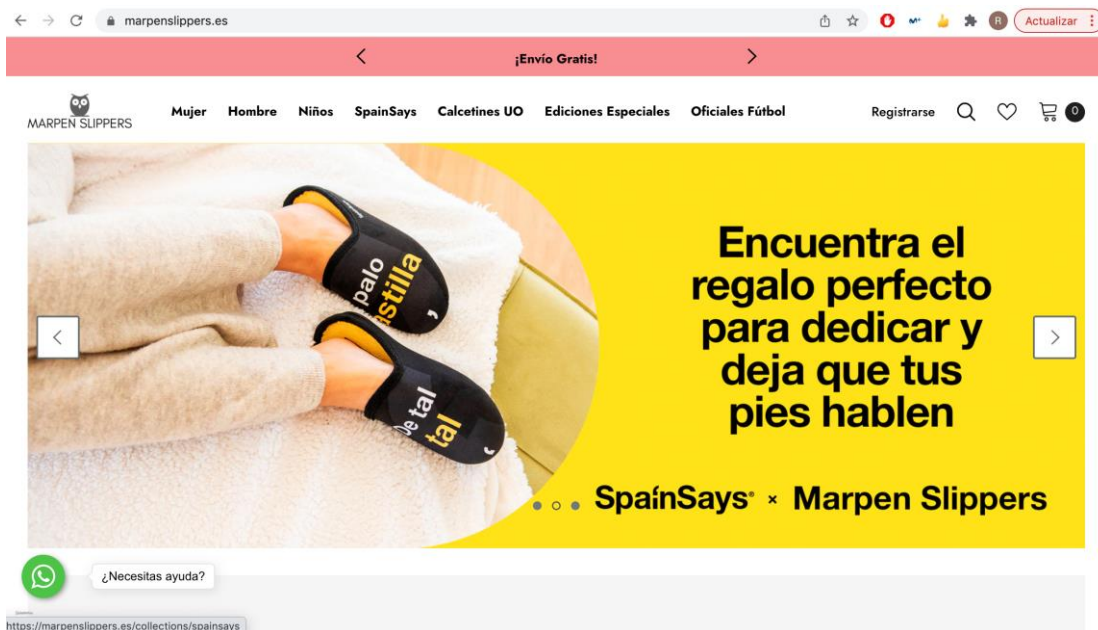 marpenslippers.es
R
Actualizar
¡Envío Gratis!
MARPEN SLIPPERS
Mujer Hombre Niños SpainSays Calcetines UO Ediciones Especiales Oficiales Fútbol Registrarse 0
Encuentra el
regalo perfecto
para dedicar y
deja que tus
pies hablen
palo
astilla
,
De tal
tal
SpaínSays® × Marpen Slippers
¿Necesitas ayuda?
https://marpenslippers.es/collections/spainsays